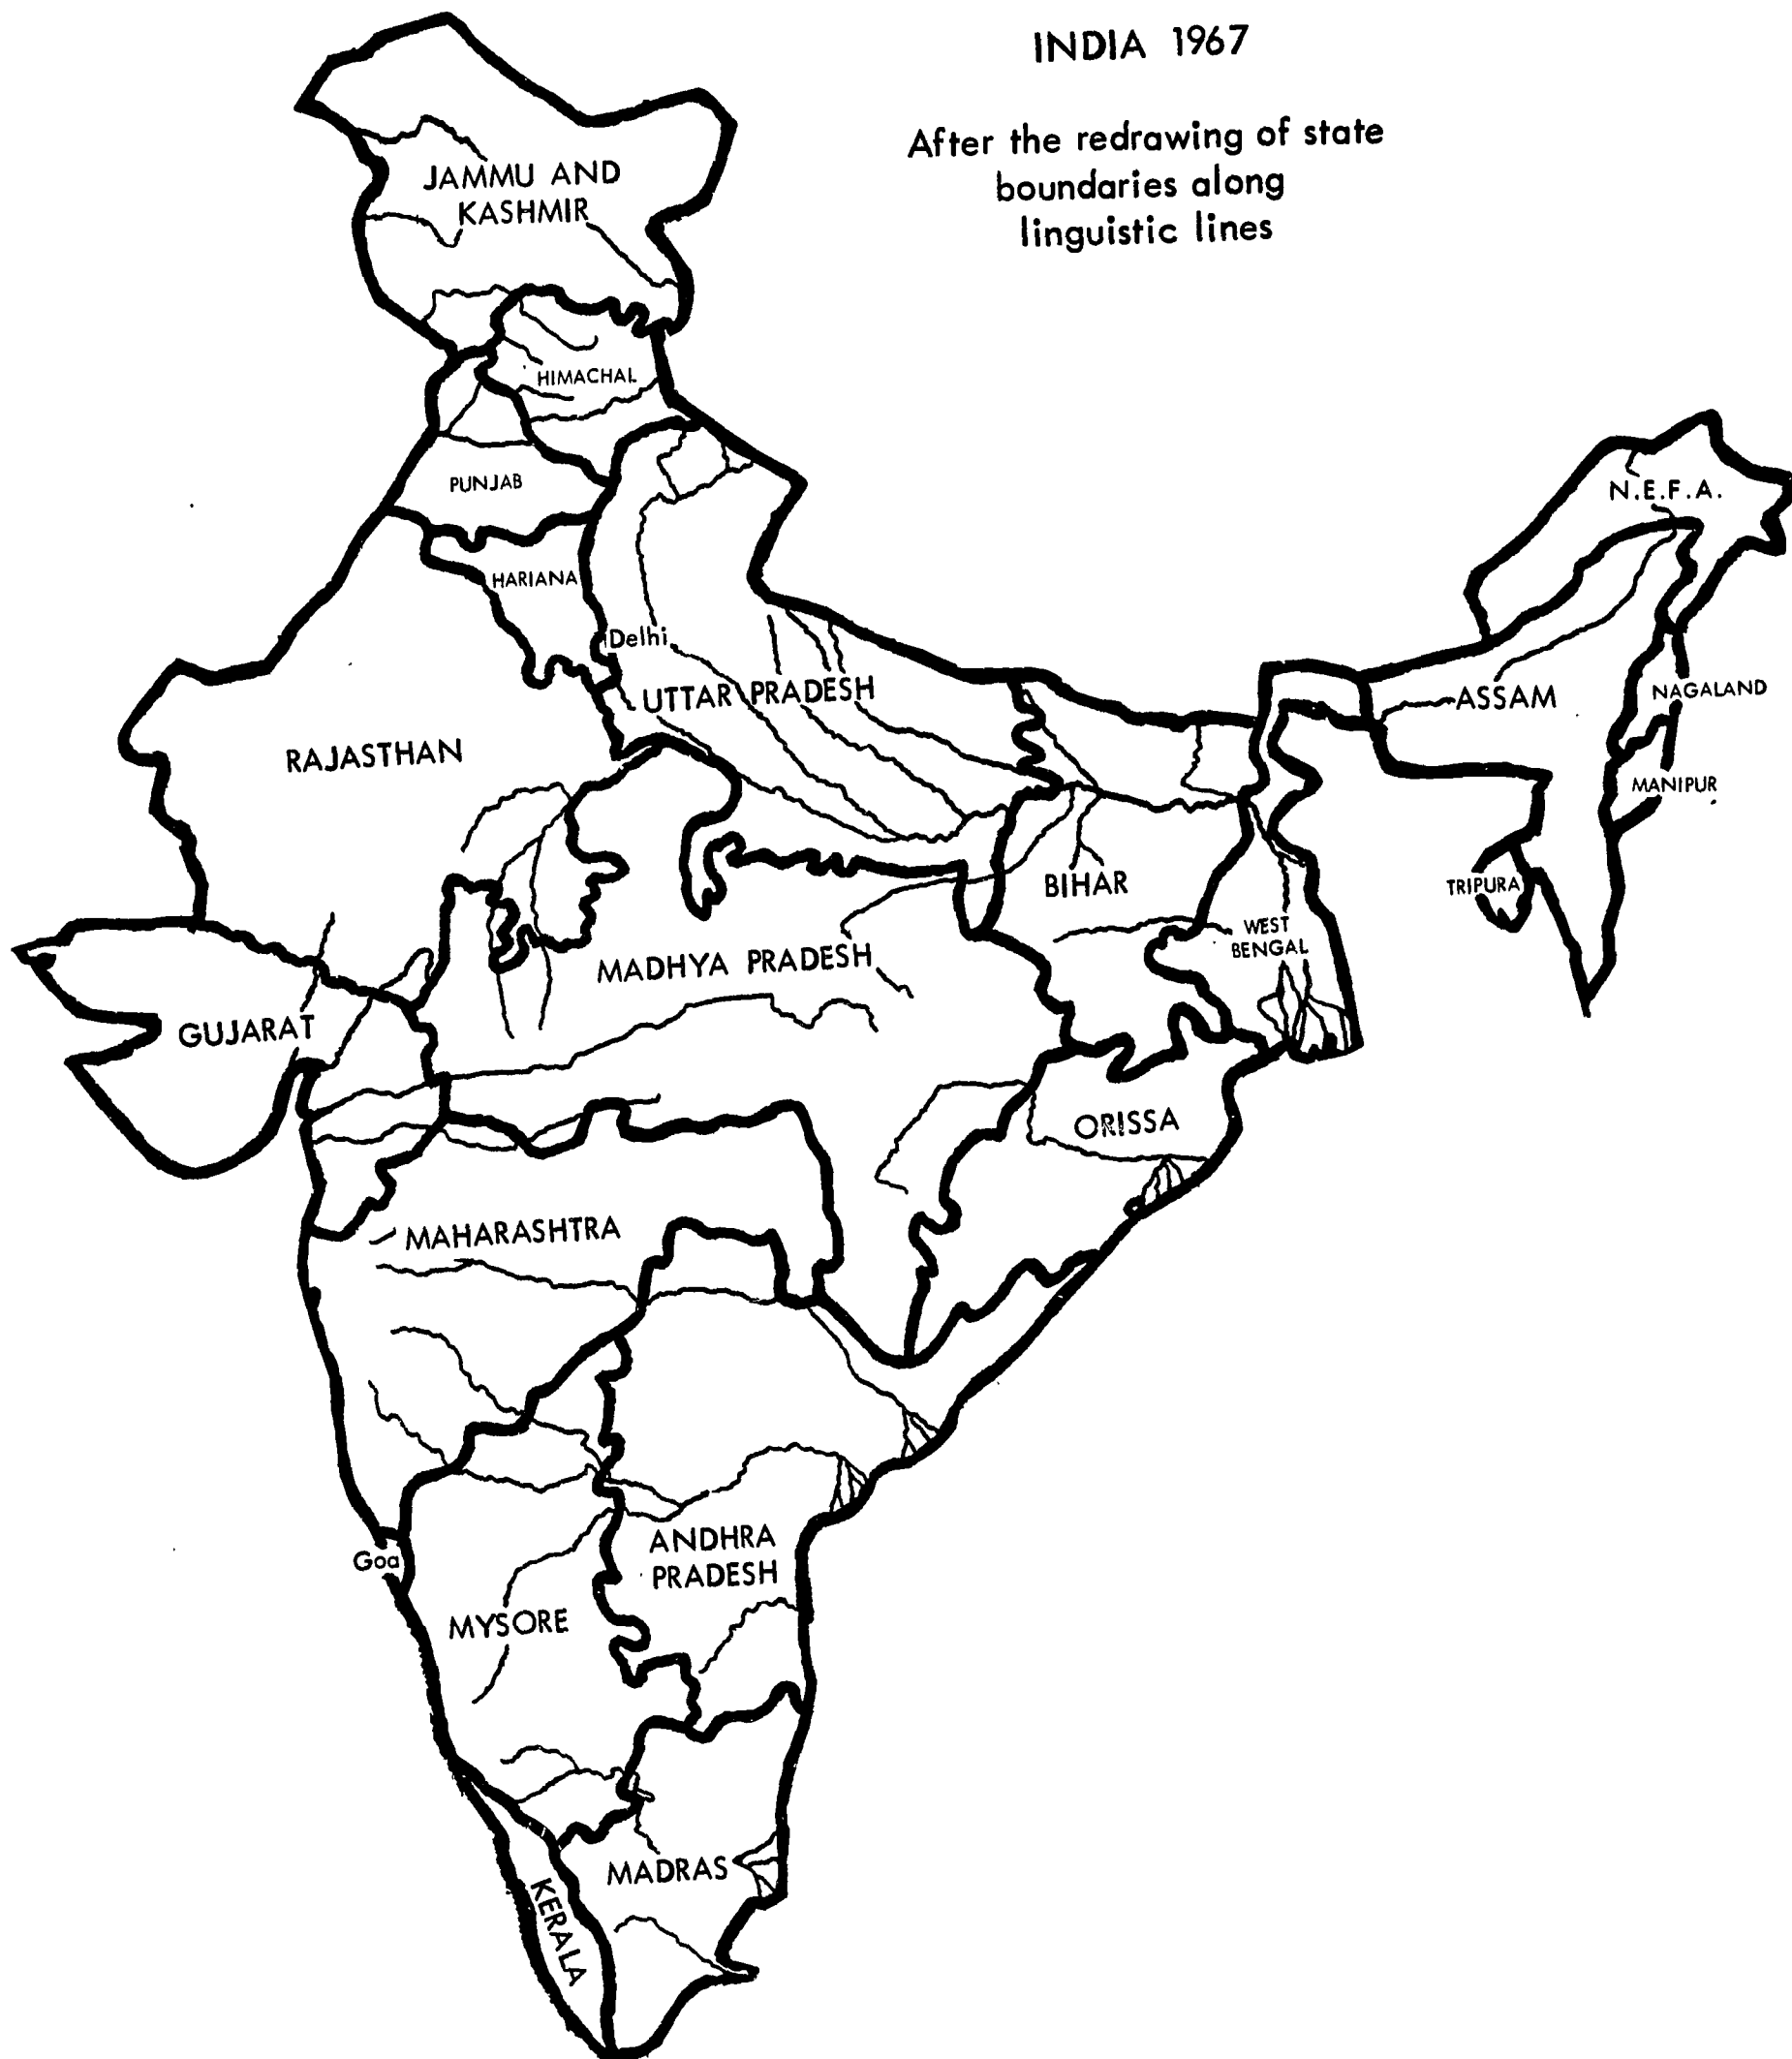 INDIA 1967
After the redrawing of state
boundaries along
linguistic lines
JAMMU AND
KASHMIR
HIMACHAL
PUNJAB
N.E.F.A.
HARIANA
Delhi
UTTAR PRADESH
ASSAM
NAGALAND
RAJASTHAN
MANIPUR
BIHAR
TRIPURA
WEST
BENGAL
MADHYA PRADESH
GUJARAT
ORISSA
MAHARASHTRA
ANDHRA
PRADESH
Goa
MYSORE
MADRAS
KERALA